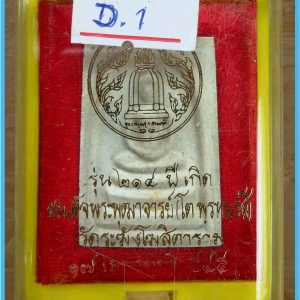 D.1
รุ่น ๒๑๔ ปี เกิด
สมเด็จพระพุฒาจารย์ (โต พรหมรังสี)
วัดระฆังโฆสิตาราม